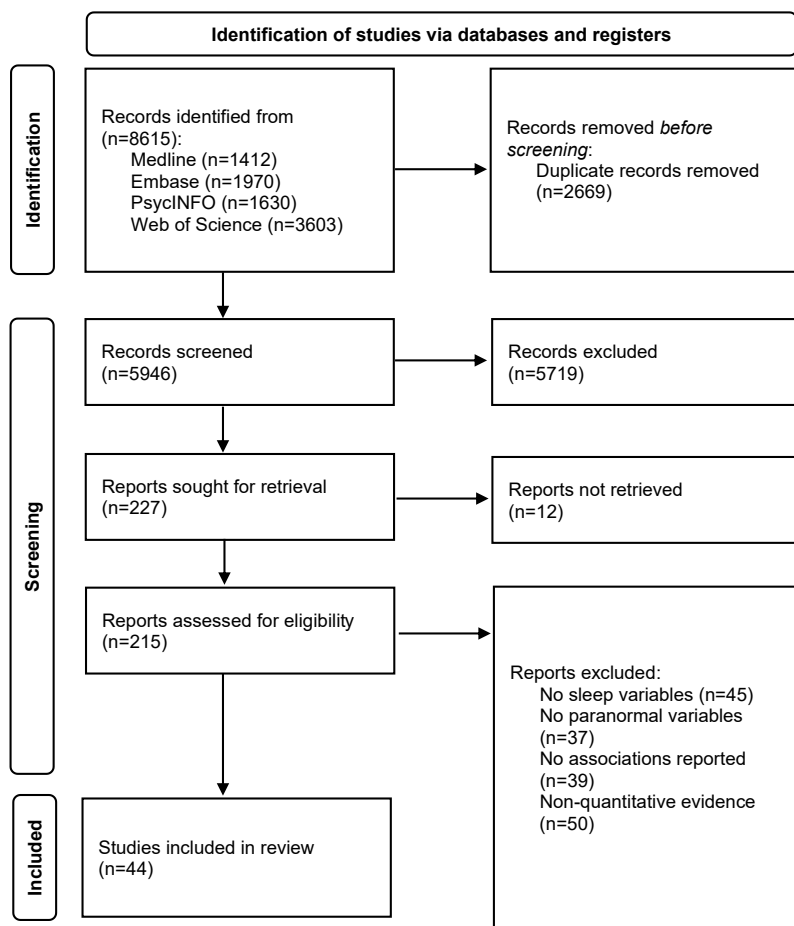 Identification of studies via databases and registers
Identification
Records identified from
(n=8615):
Medline (n=1412)
Embase (n=1970)
PsycINFO (n=1630)
Web of Science (n=3603)
Records removed before
screening:
Duplicate records removed
(n=2669)
Screening
Records screened
(n=5946)
Records excluded
(n=5719)
Reports sought for retrieval
(n=227)
Reports not retrieved
(n=12)
Reports assessed for eligibility
(n=215)
Reports excluded:
No sleep variables (n=45)
No paranormal variables
(n=37)
No associations reported
(n=39)
Non-quantitative evidence
(n=50)
Included
Studies included in review
(n=44)